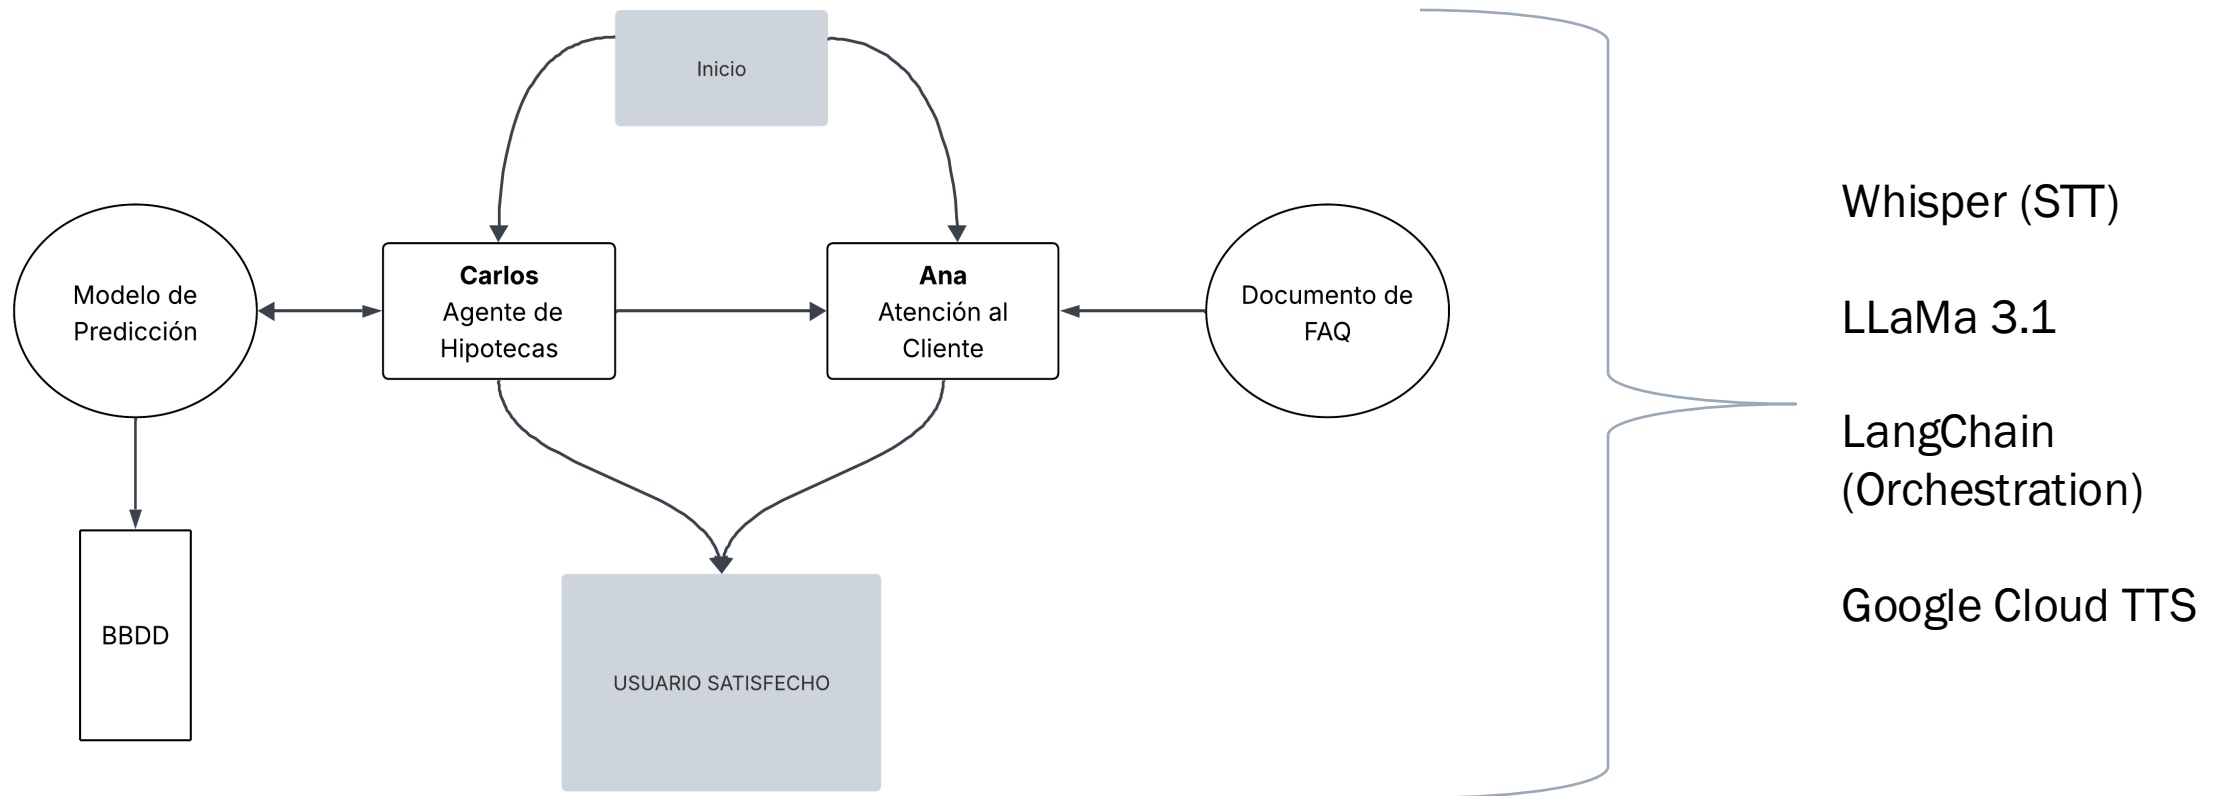 Inicio
Modelo de
Predicción
Carlos
Agente de
Hipotecas
Ana
Atención al
Cliente
Documento de
FAQ
BBDD
USUARIO SATISFECHO
Whisper (STT)
LLaMa 3.1
LangChain
(Orchestration)
Google Cloud TTS